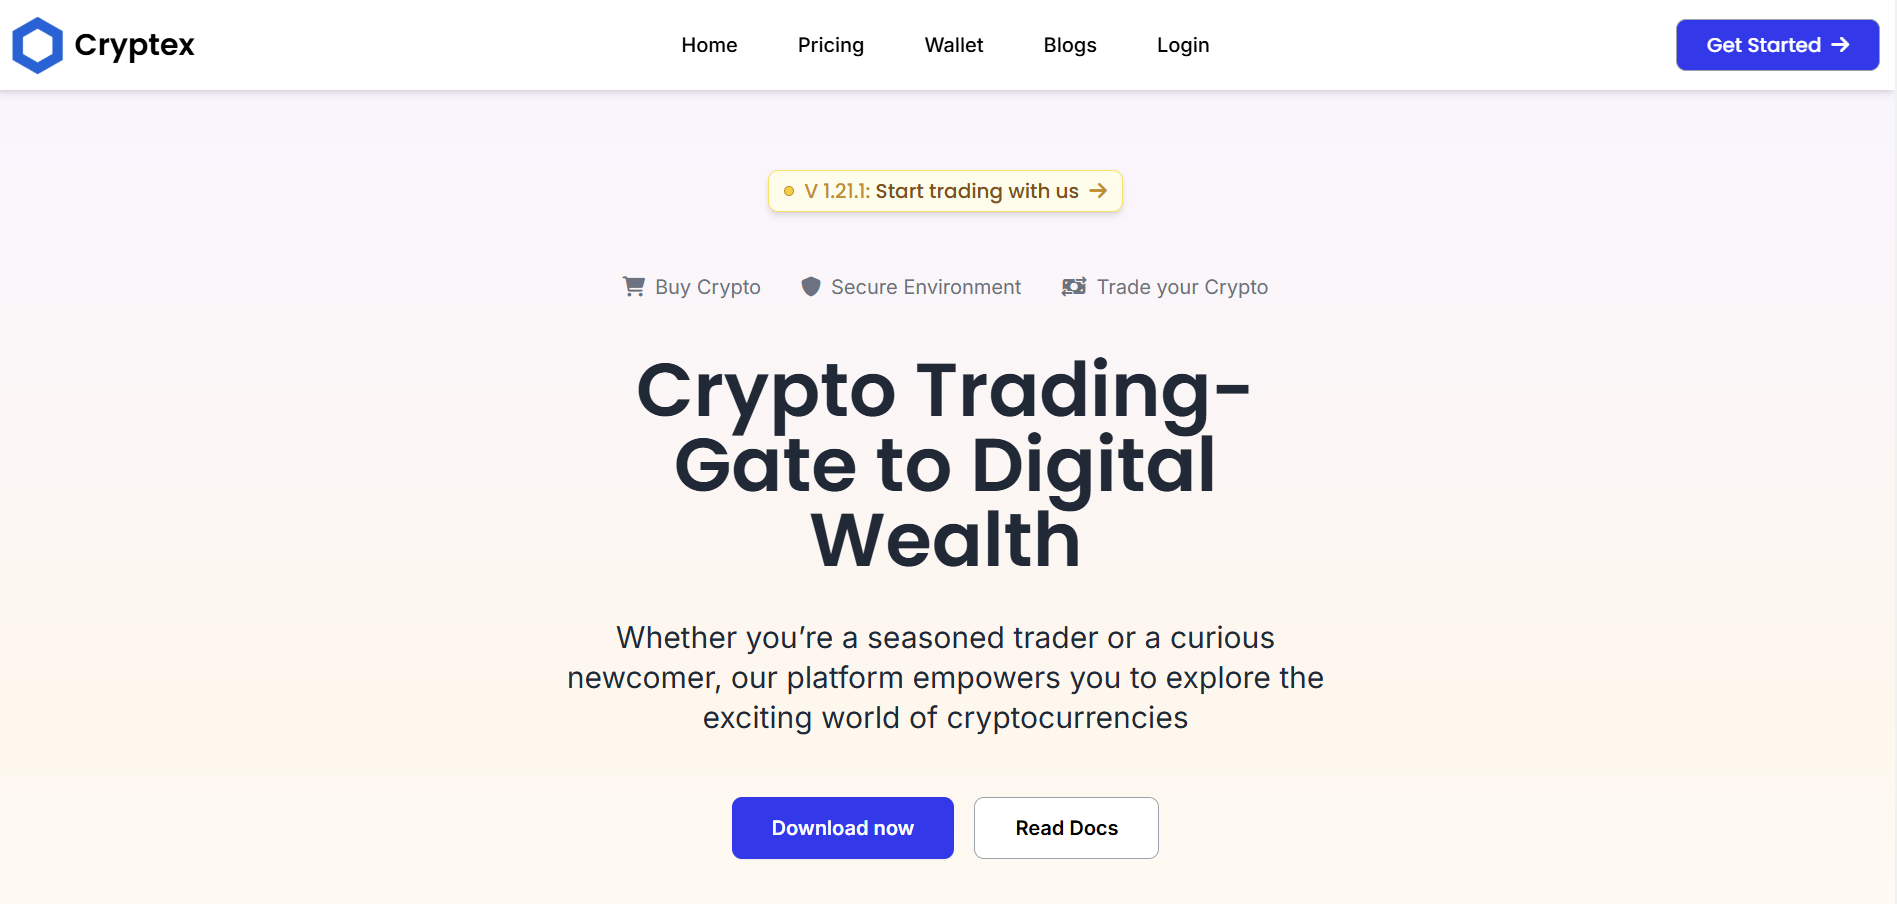 Cryptex
Home Pricing Wallet Blogs Login
Get Started
V 1.21.1: Start trading with us
Buy Crypto Secure Environment Trade your Crypto
Crypto Trading-
Gate to Digital
Wealth
Whether you’re a seasoned trader or a curious
newcomer, our platform empowers you to explore the
exciting world of cryptocurrencies
Download now Read Docs